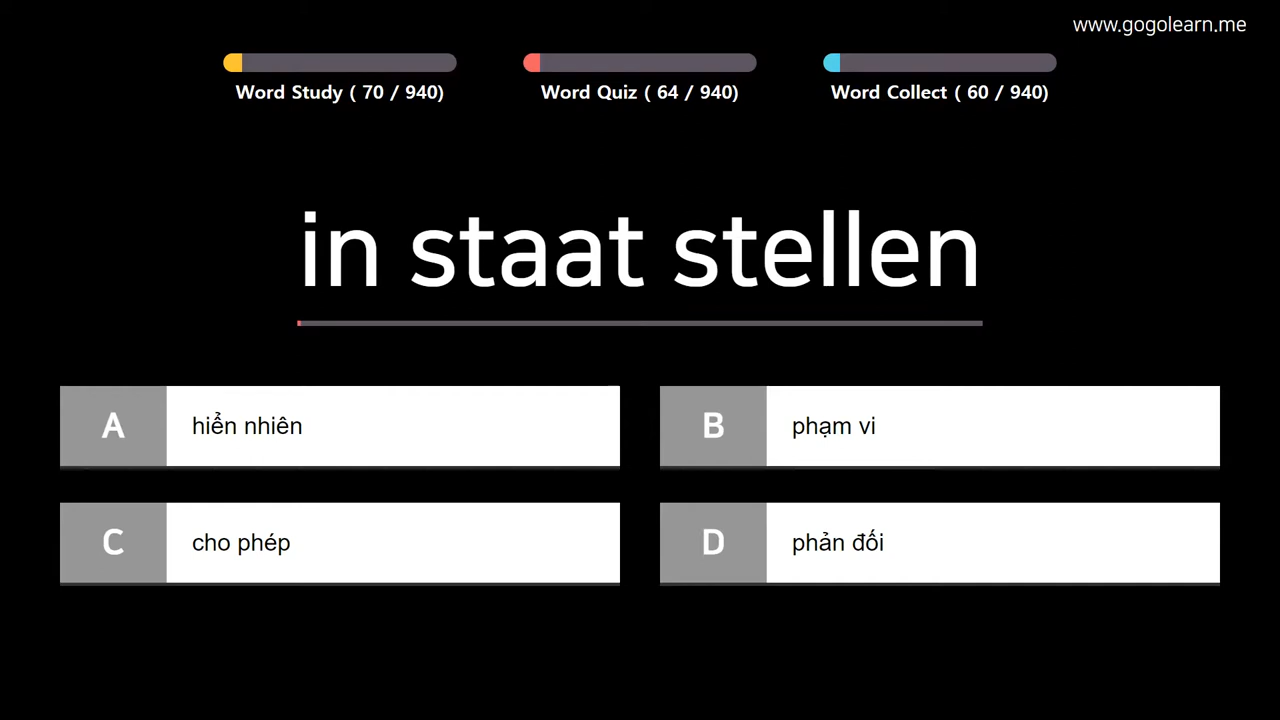 www.gogolearn.me
Word Study ( 70 / 940)
Word Quiz ( 64 / 940)
Word Collect ( 60 / 940)
in staat stellen
A
hiển nhiên
B
phạm vi
C
cho phép
D
phản đối